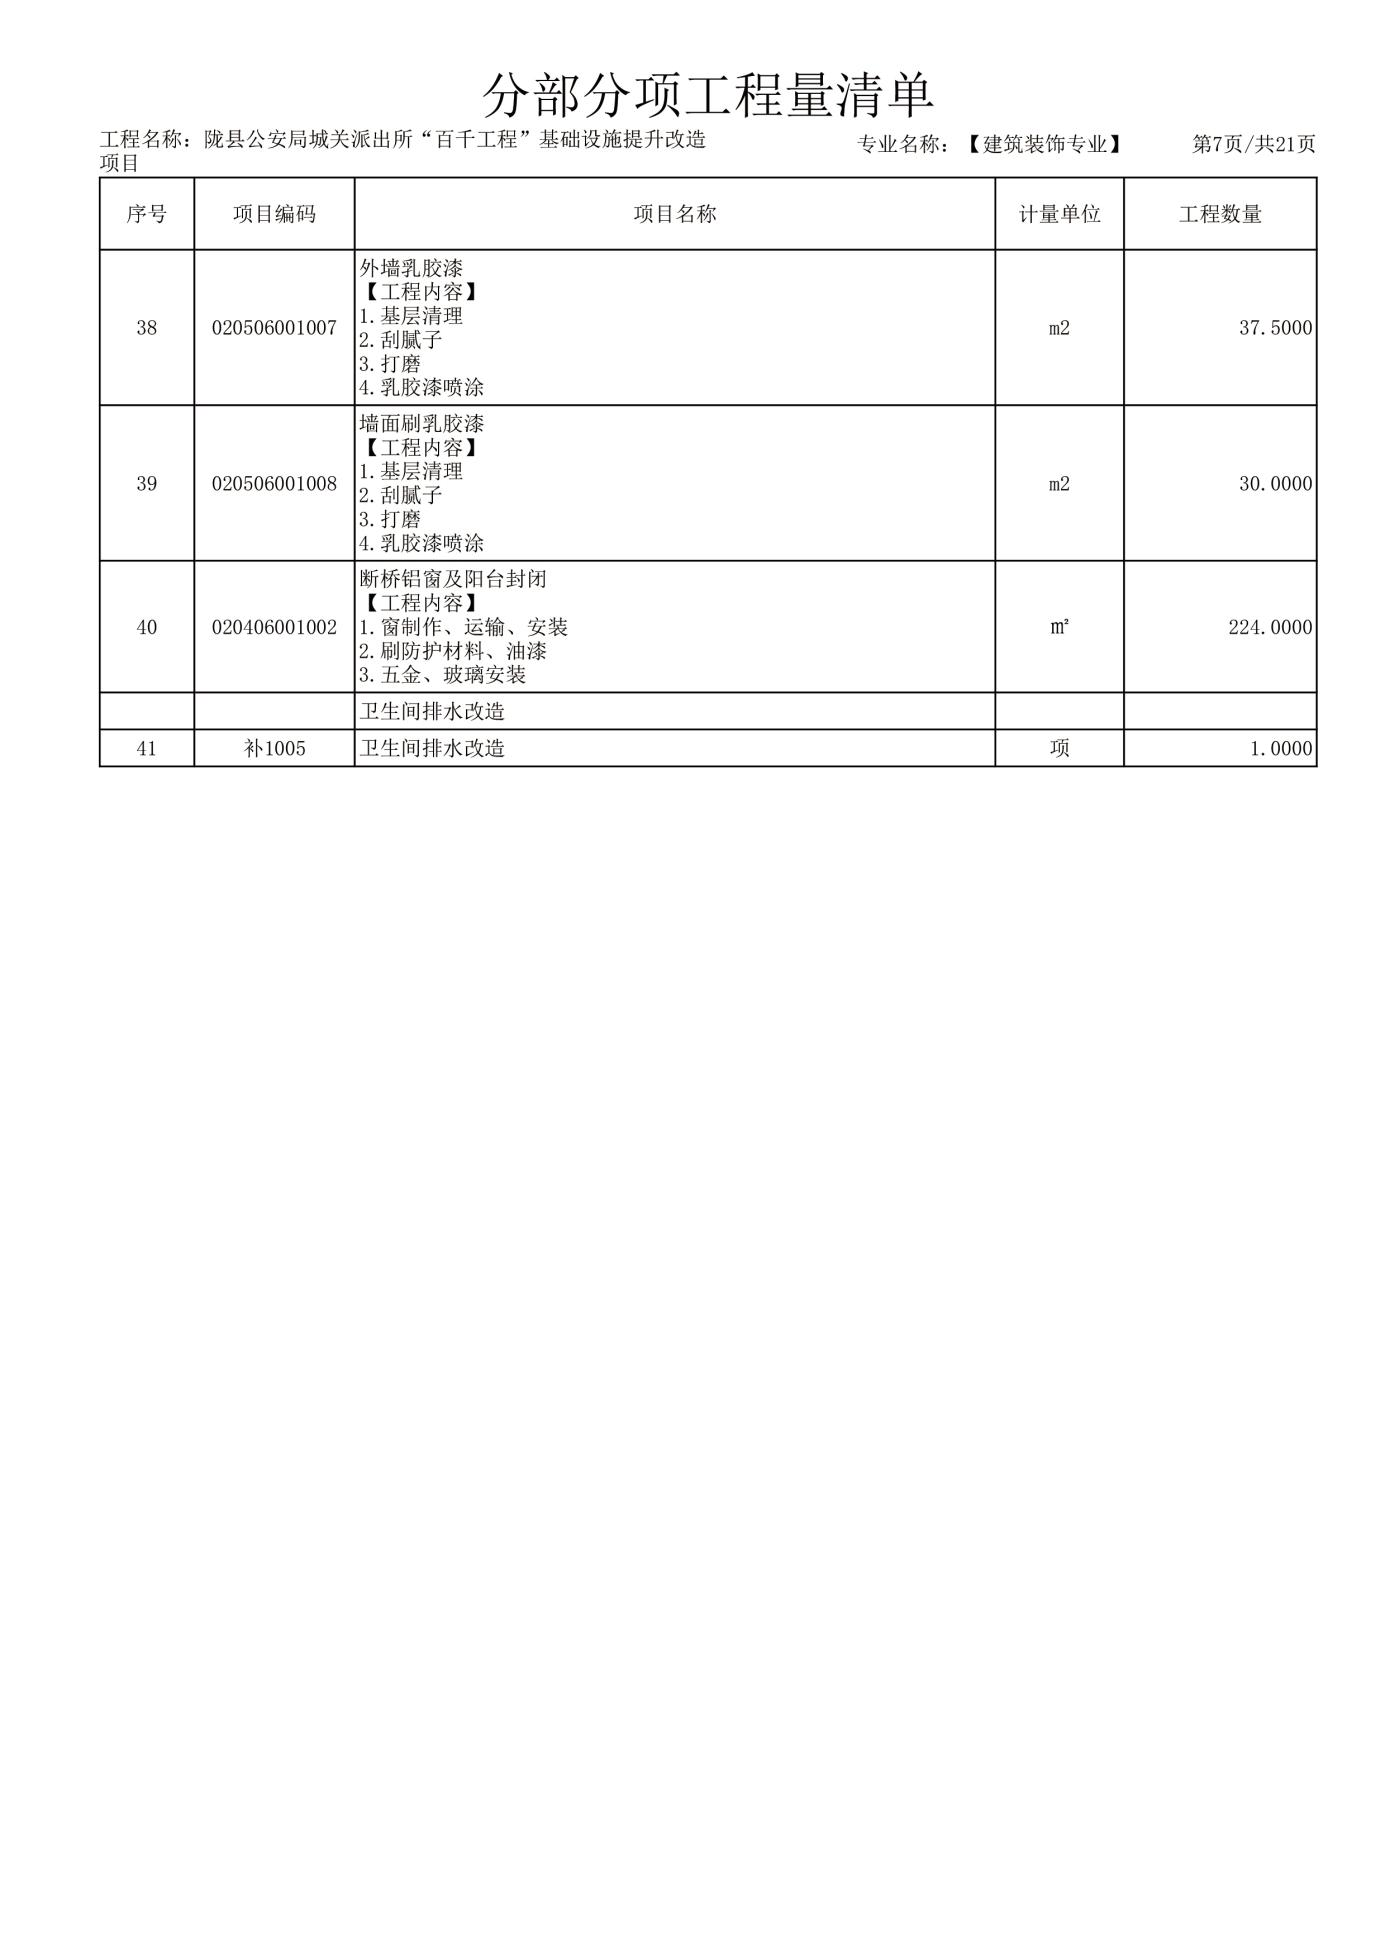 分部分项工程量清单
工程名称：陇县公安局城关派出所“百千工程”基础设施提升改造
项目
专业名称：【建筑装饰专业】
第7页/共21页
序号 项目编码 项目名称 计量单位 工程数量
外墙乳胶漆
【工程内容】
1.基层清理
38 020506001007 m2 37.5000
2.刮腻子
3.打磨
4.乳胶漆喷涂
墙面刷乳胶漆
【工程内容】
1.基层清理
39 020506001008 m2 30.0000
2.刮腻子
3.打磨
4.乳胶漆喷涂
断桥铝窗及阳台封闭
【工程内容】
40 020406001002 1.窗制作、运输、安装 m² 224.0000
2.刷防护材料、油漆
3.五金、玻璃安装
卫生间排水改造
41 补1005 卫生间排水改造 项 1.0000